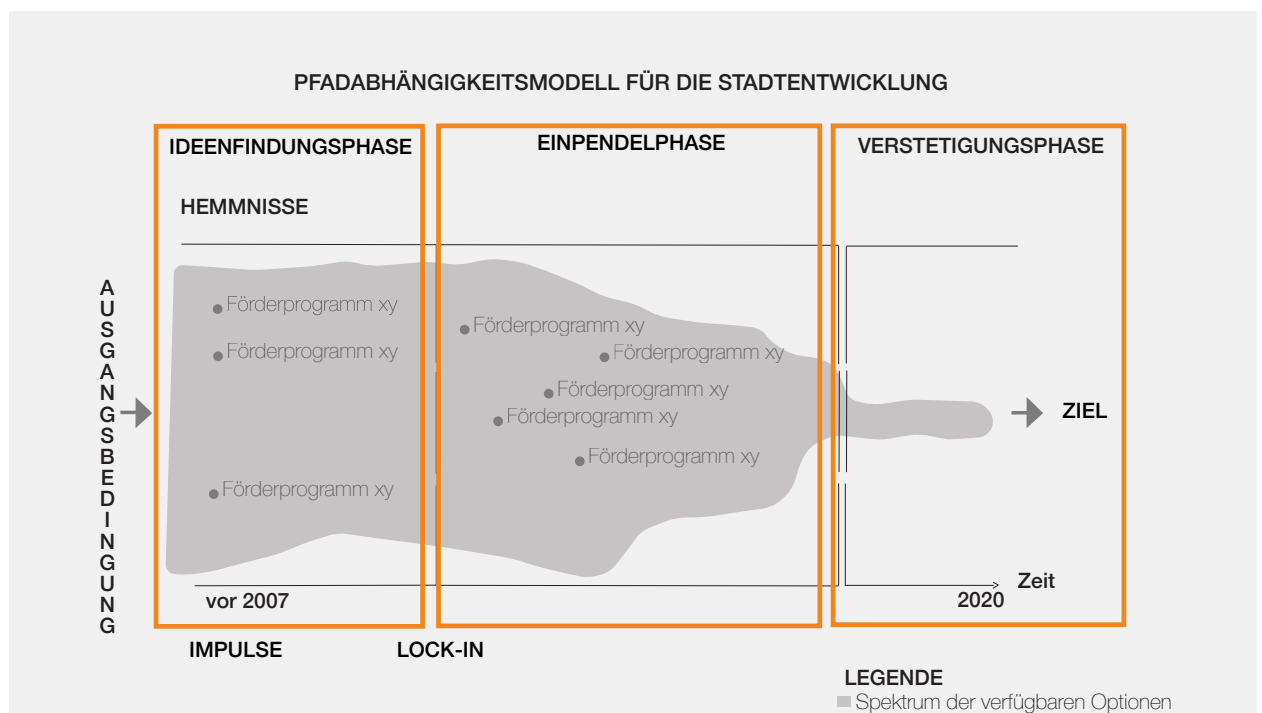 PFADABHÄNGIGKEITSMODELL FÜR DIE STADTENTWICKLUNG
IDEENFINDUNGSPHASE
EINPENDELPHASE
VERSTETIGUNGSPHASE
HEMMNISSE
AUSGANGSBEDINGUNG
Förderprogramm xy
Förderprogramm xy
Förderprogramm xy
Förderprogramm xy
Förderprogramm xy
Förderprogramm xy
Förderprogramm xy
Förderprogramm xy
ZIEL
Zeit
vor 2007
2020
IMPULSE
LOCK-IN
LEGENDE
Spektrum der verfügbaren Optionen